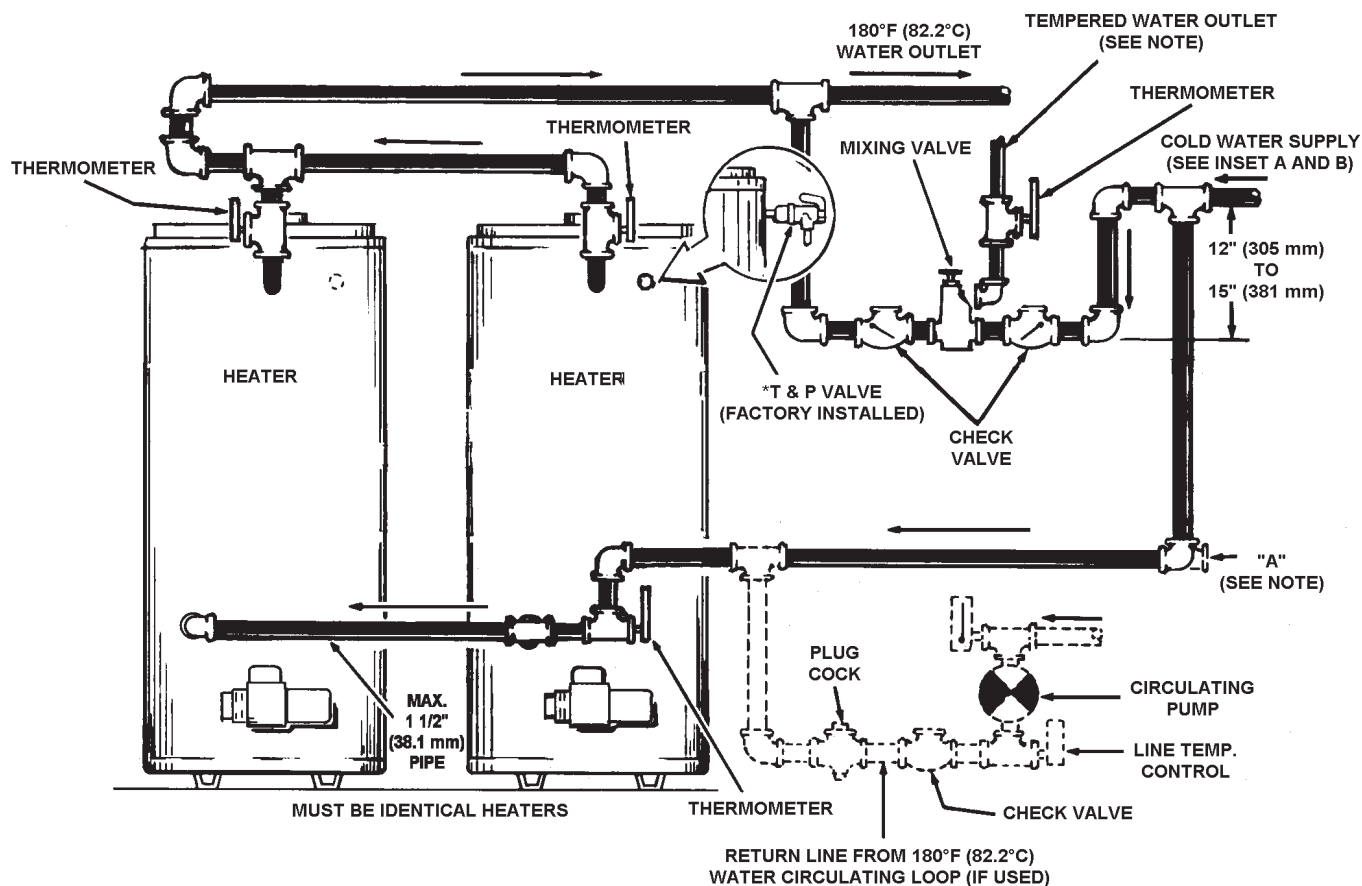 TEMPERED WATER OUTLET
(SEE NOTE)
180°F (82.2°C)
WATER OUTLET
THERMOMETER
THERMOMETER
MIXING VALVE
COLD WATER SUPPLY
(SEE INSET A AND B)
THERMOMETER
12" (305 mm)
TO
15" (381 mm)
HEATER
HEATER
*T & P VALVE
(FACTORY INSTALLED)
CHECK
VALVE
"A"
(SEE NOTE)
PLUG
COCK
MAX.
1 1/2"
(38.1 mm)
PIPE
CIRCULATING
PUMP
LINE TEMP.
CONTROL
MUST BE IDENTICAL HEATERS
THERMOMETER
CHECK VALVE
RETURN LINE FROM 180°F (82.2°C)
WATER CIRCULATING LOOP (IF USED)